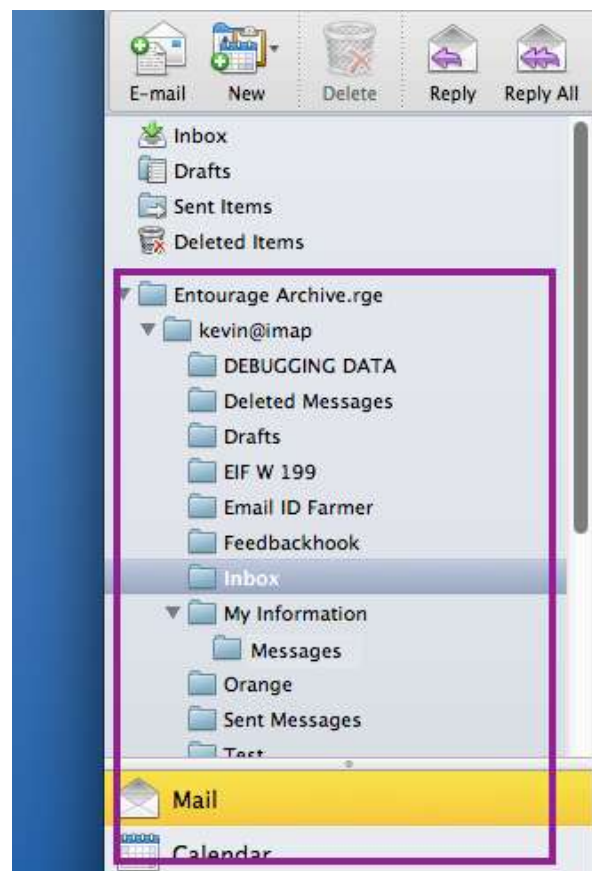 E-mail New Delete Reply Reply All
Inbox
Drafts
Sent Items
Deleted Items
Entourage Archive.rge
kevin@imap
DEBUGGING DATA
Deleted Messages
Drafts
EIF W 199
Email ID Farmer
Feedbackhook
Inbox
My Information
Messages
Orange
Sent Messages
Test
Mail
Calendar